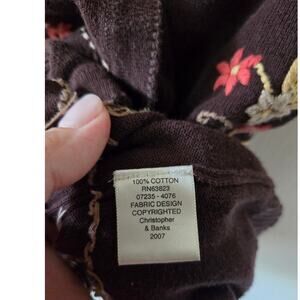 100% COTTON
RN63823
07235 - 4076
FABRIC DESIGN
COPYRIGHTED
Christopher
& Banks
2007